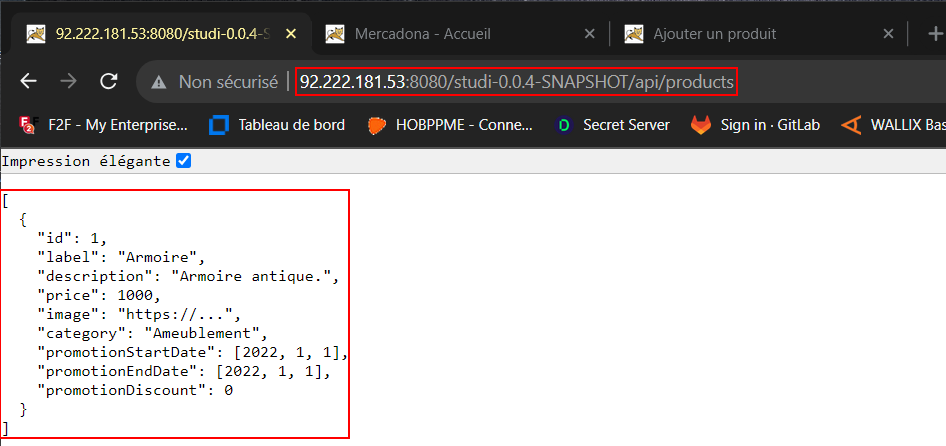 92.222.181.53:8080/studi-0.0.4-S
Mercadona - Accueil
Ajouter un produit
Non sécurisé
92.222.181.53:8080/studi-0.0.4-SNAPSHOT/api/products
F2F - My Enterprise...
Tableau de bord
HOBPPME - Conne...
Secret Server
Sign in · GitLab
WALLIX Bas
Impression élégante
[
  {
    "id": 1,
    "label": "Armoire",
    "description": "Armoire antique.",
    "price": 1000,
    "image": "https://...",
    "category": "Ameublement",
    "promotionStartDate": [2022, 1, 1],
    "promotionEndDate": [2022, 1, 1],
    "promotionDiscount": 0
  }
]